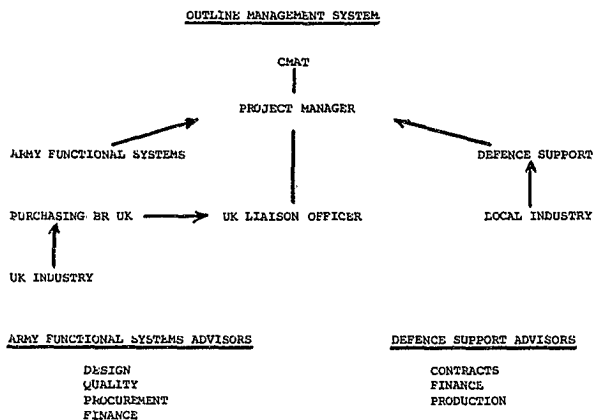 OUTLINE MANAGEMENT SYSTEM
CMAT
PROJECT MANAGER
ARMY FUNCTIONAL SYSTEMS
DEFENCE SUPPORT
PURCHASING BR UK
UK LIAISON OFFICER
LOCAL INDUSTRY
UK INDUSTRY
ARMY FUNCTIONAL SYSTEMS ADVISORS
DEFENCE SUPPORT ADVISORS
DESIGN
QUALITY
PROCUREMENT
FINANCE
CONTRACTS
FINANCE
PRODUCTION